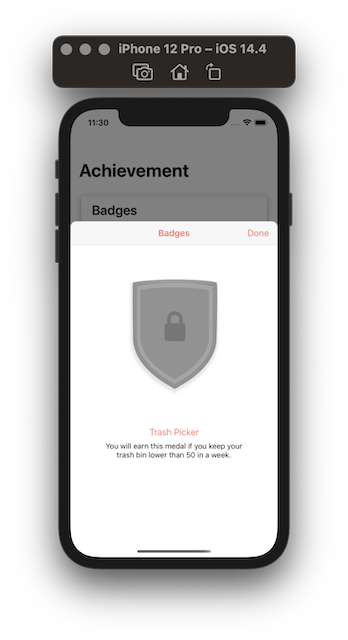 iPhone 12 Pro – iOS 14.4
11:30
Achievement
Badges
Badges
Done
Trash Picker
You will earn this medal if you keep your
trash bin lower than 50 in a week.